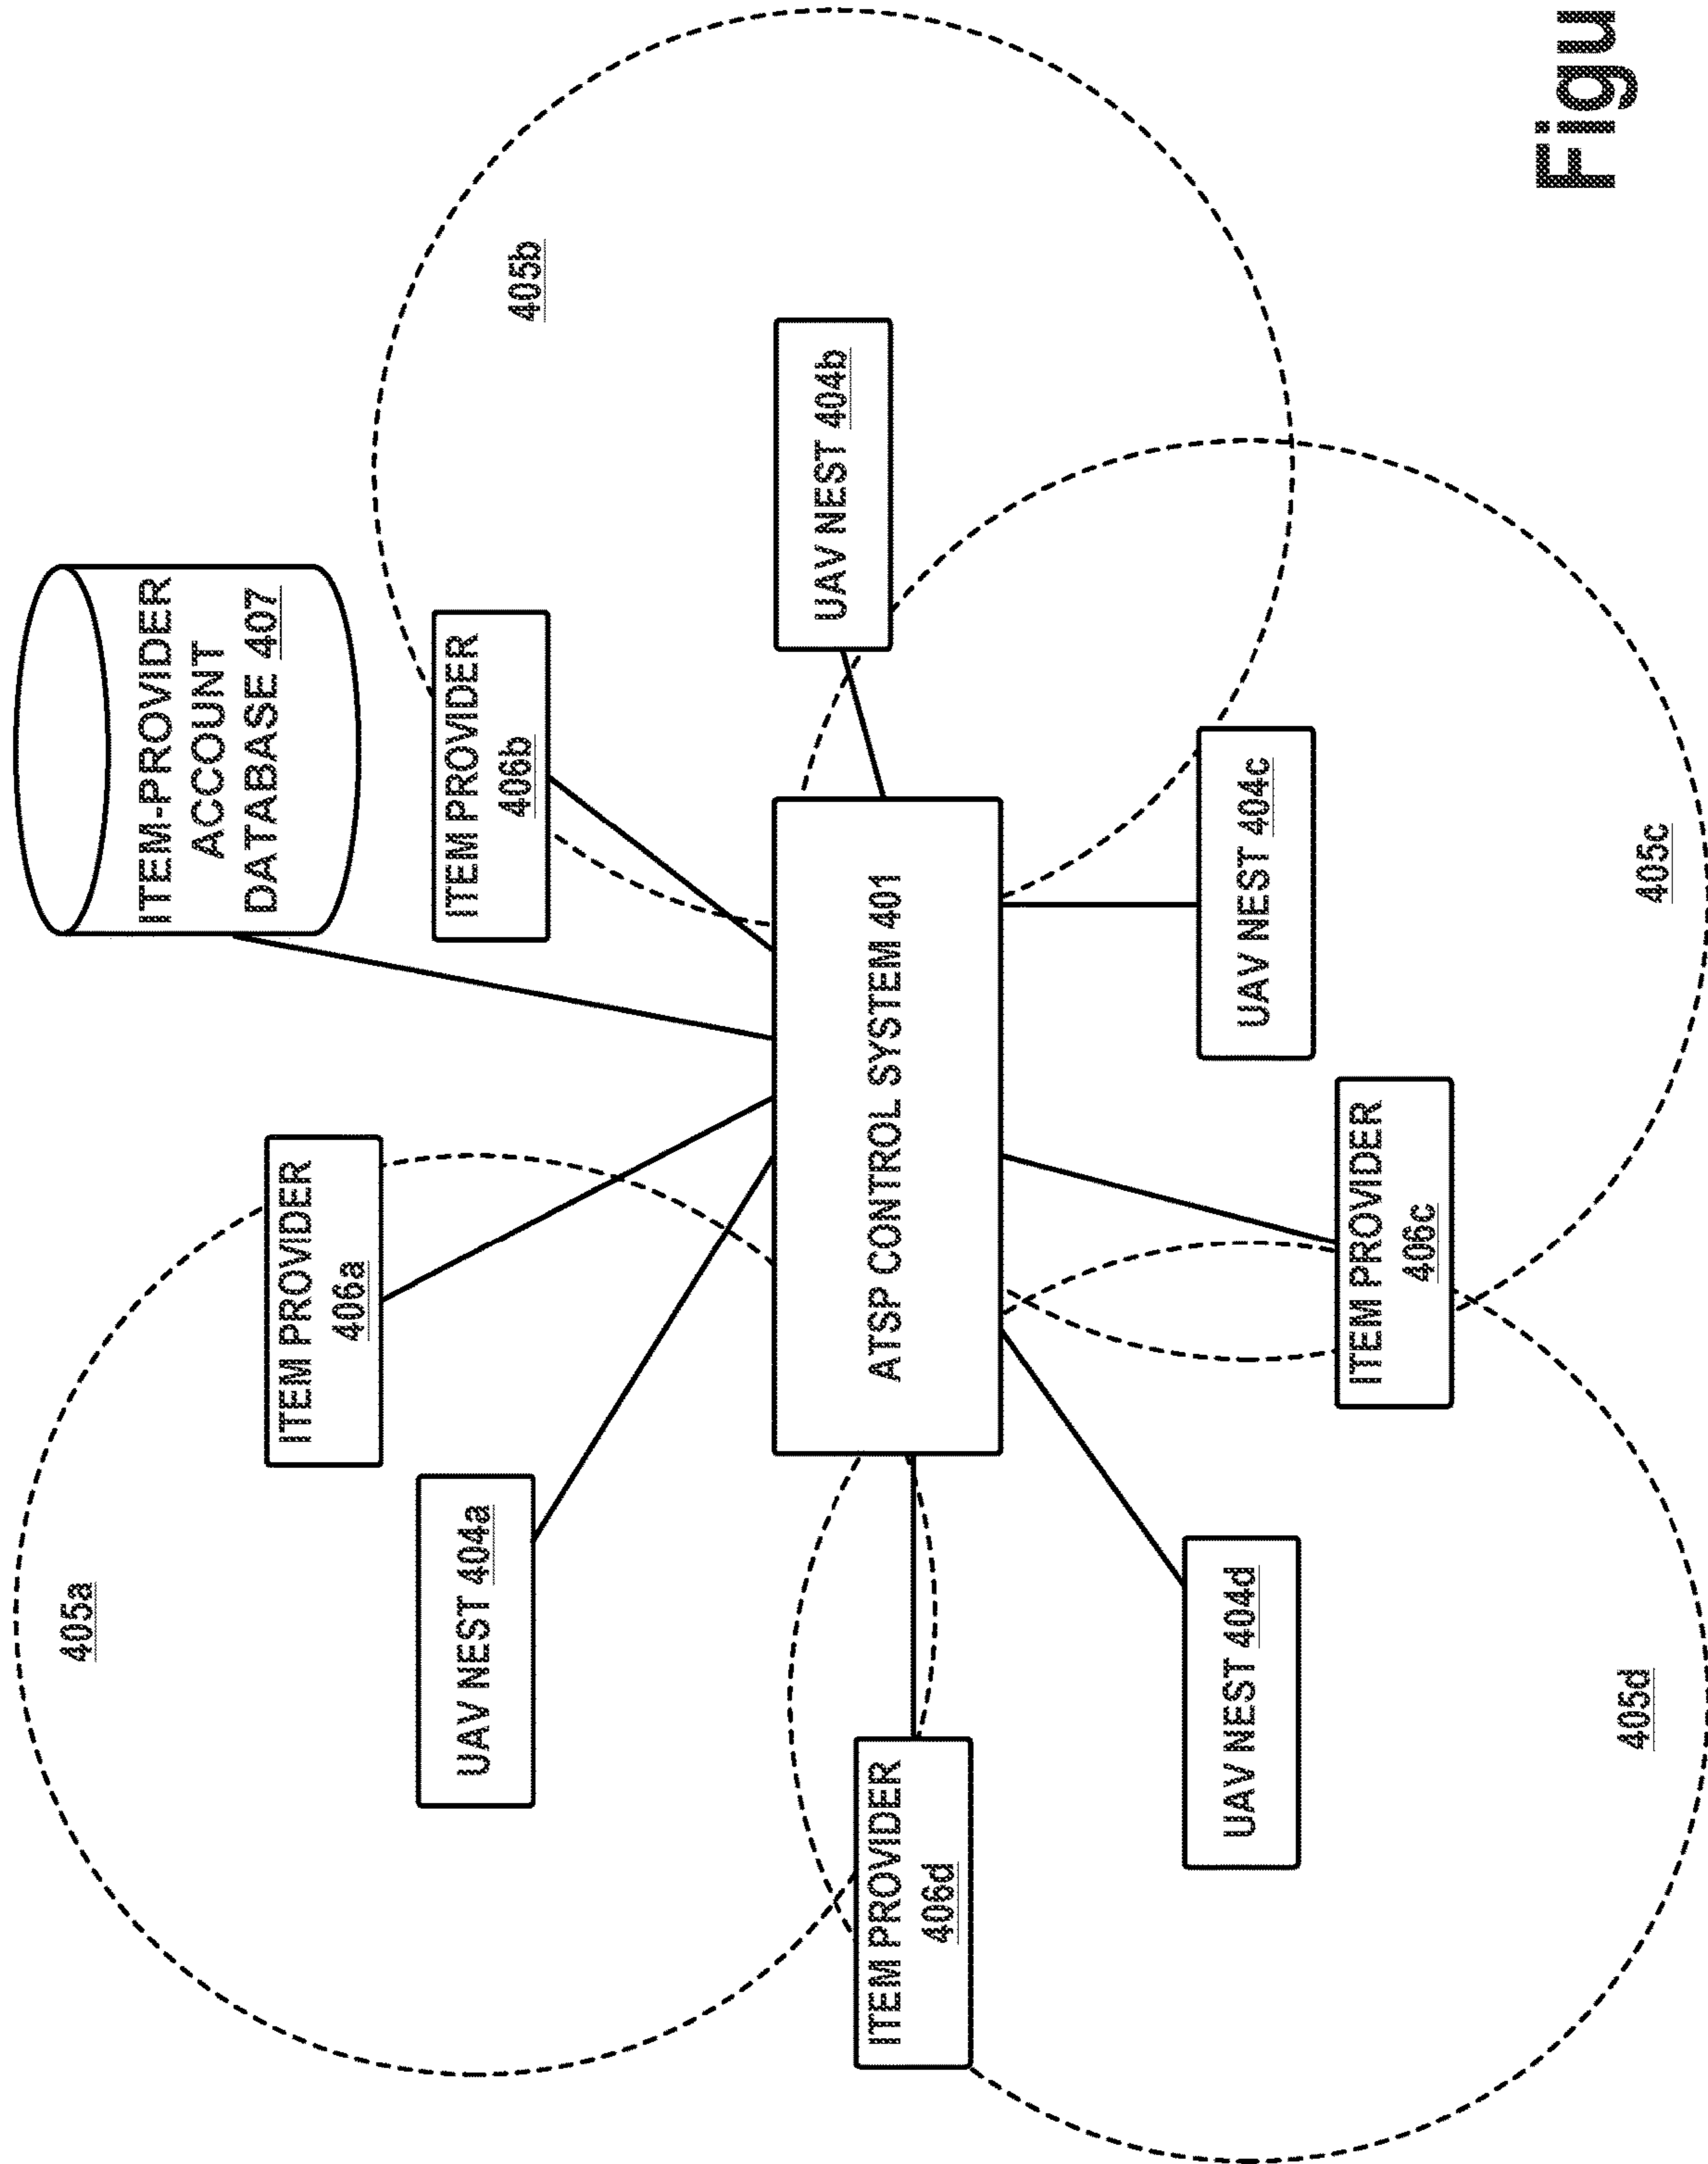 405a
ITEM PROVIDER
406a
UAV NEST 404a
ITEM-PROVIDER
ACCOUNT
DATABASE 407
ITEM PROVIDER
406b
405b
UAV NEST 404b
ATSP CONTROL SYSTEM 401
ITEM PROVIDER
406d
UAV NEST 404d
405d
ITEM PROVIDER
406c
UAV NEST 404c
405c
Figu